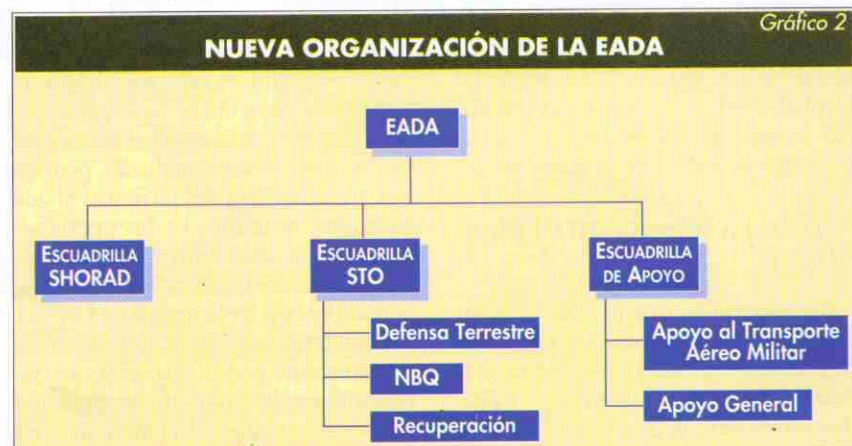 Gráfico 2
NUEVA ORGANIZACIÓN DE LA EADA
EADA
ESCUADRILLA
SHORAD
ESCUADRILLA
STO
ESCUADRILLA
DE APOYO
Defensa Terrestre
NBQ
Recuperación
Apoyo al Transporte
Aéreo Militar
Apoyo General